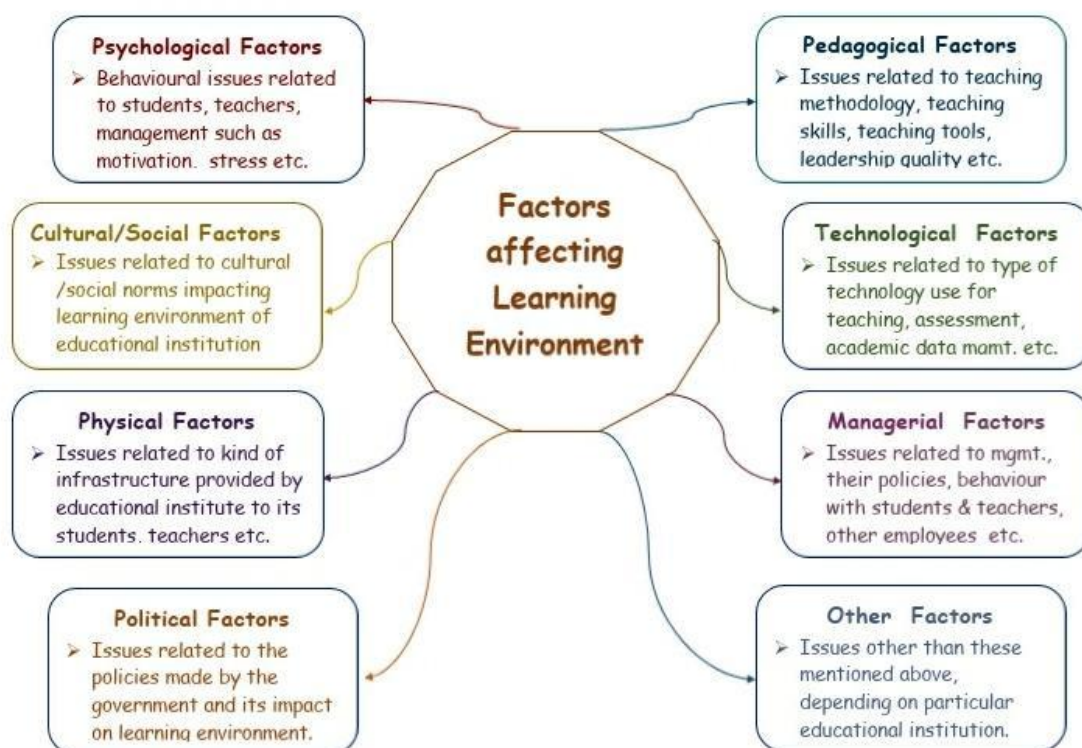 Psychological Factors
➢ Behavioural issues related
to students, teachers,
management such as
motivation, stress etc.
Cultural/Social Factors
➢ Issues related to cultural
/social norms impacting
learning environment of
educational institution
Physical Factors
➢ Issues related to kind of
infrastructure provided by
educational institute to its
students, teachers etc.
Political Factors
➢ Issues related to the
policies made by the
government and its impact
on learning environment.
Factors
affecting
Learning
Environment
Pedagogical Factors
➢ Issues related to teaching
methodology, teaching
skills, teaching tools,
leadership quality etc.
Technological Factors
➢ Issues related to type of
technology use for
teaching, assessment,
academic data mgmt. etc.
Managerial Factors
➢ Issues related to mgmt.,
their policies, behaviour
with students & teachers,
other employees etc.
Other Factors
➢ Issues other than these
mentioned above,
depending on particular
educational institution.